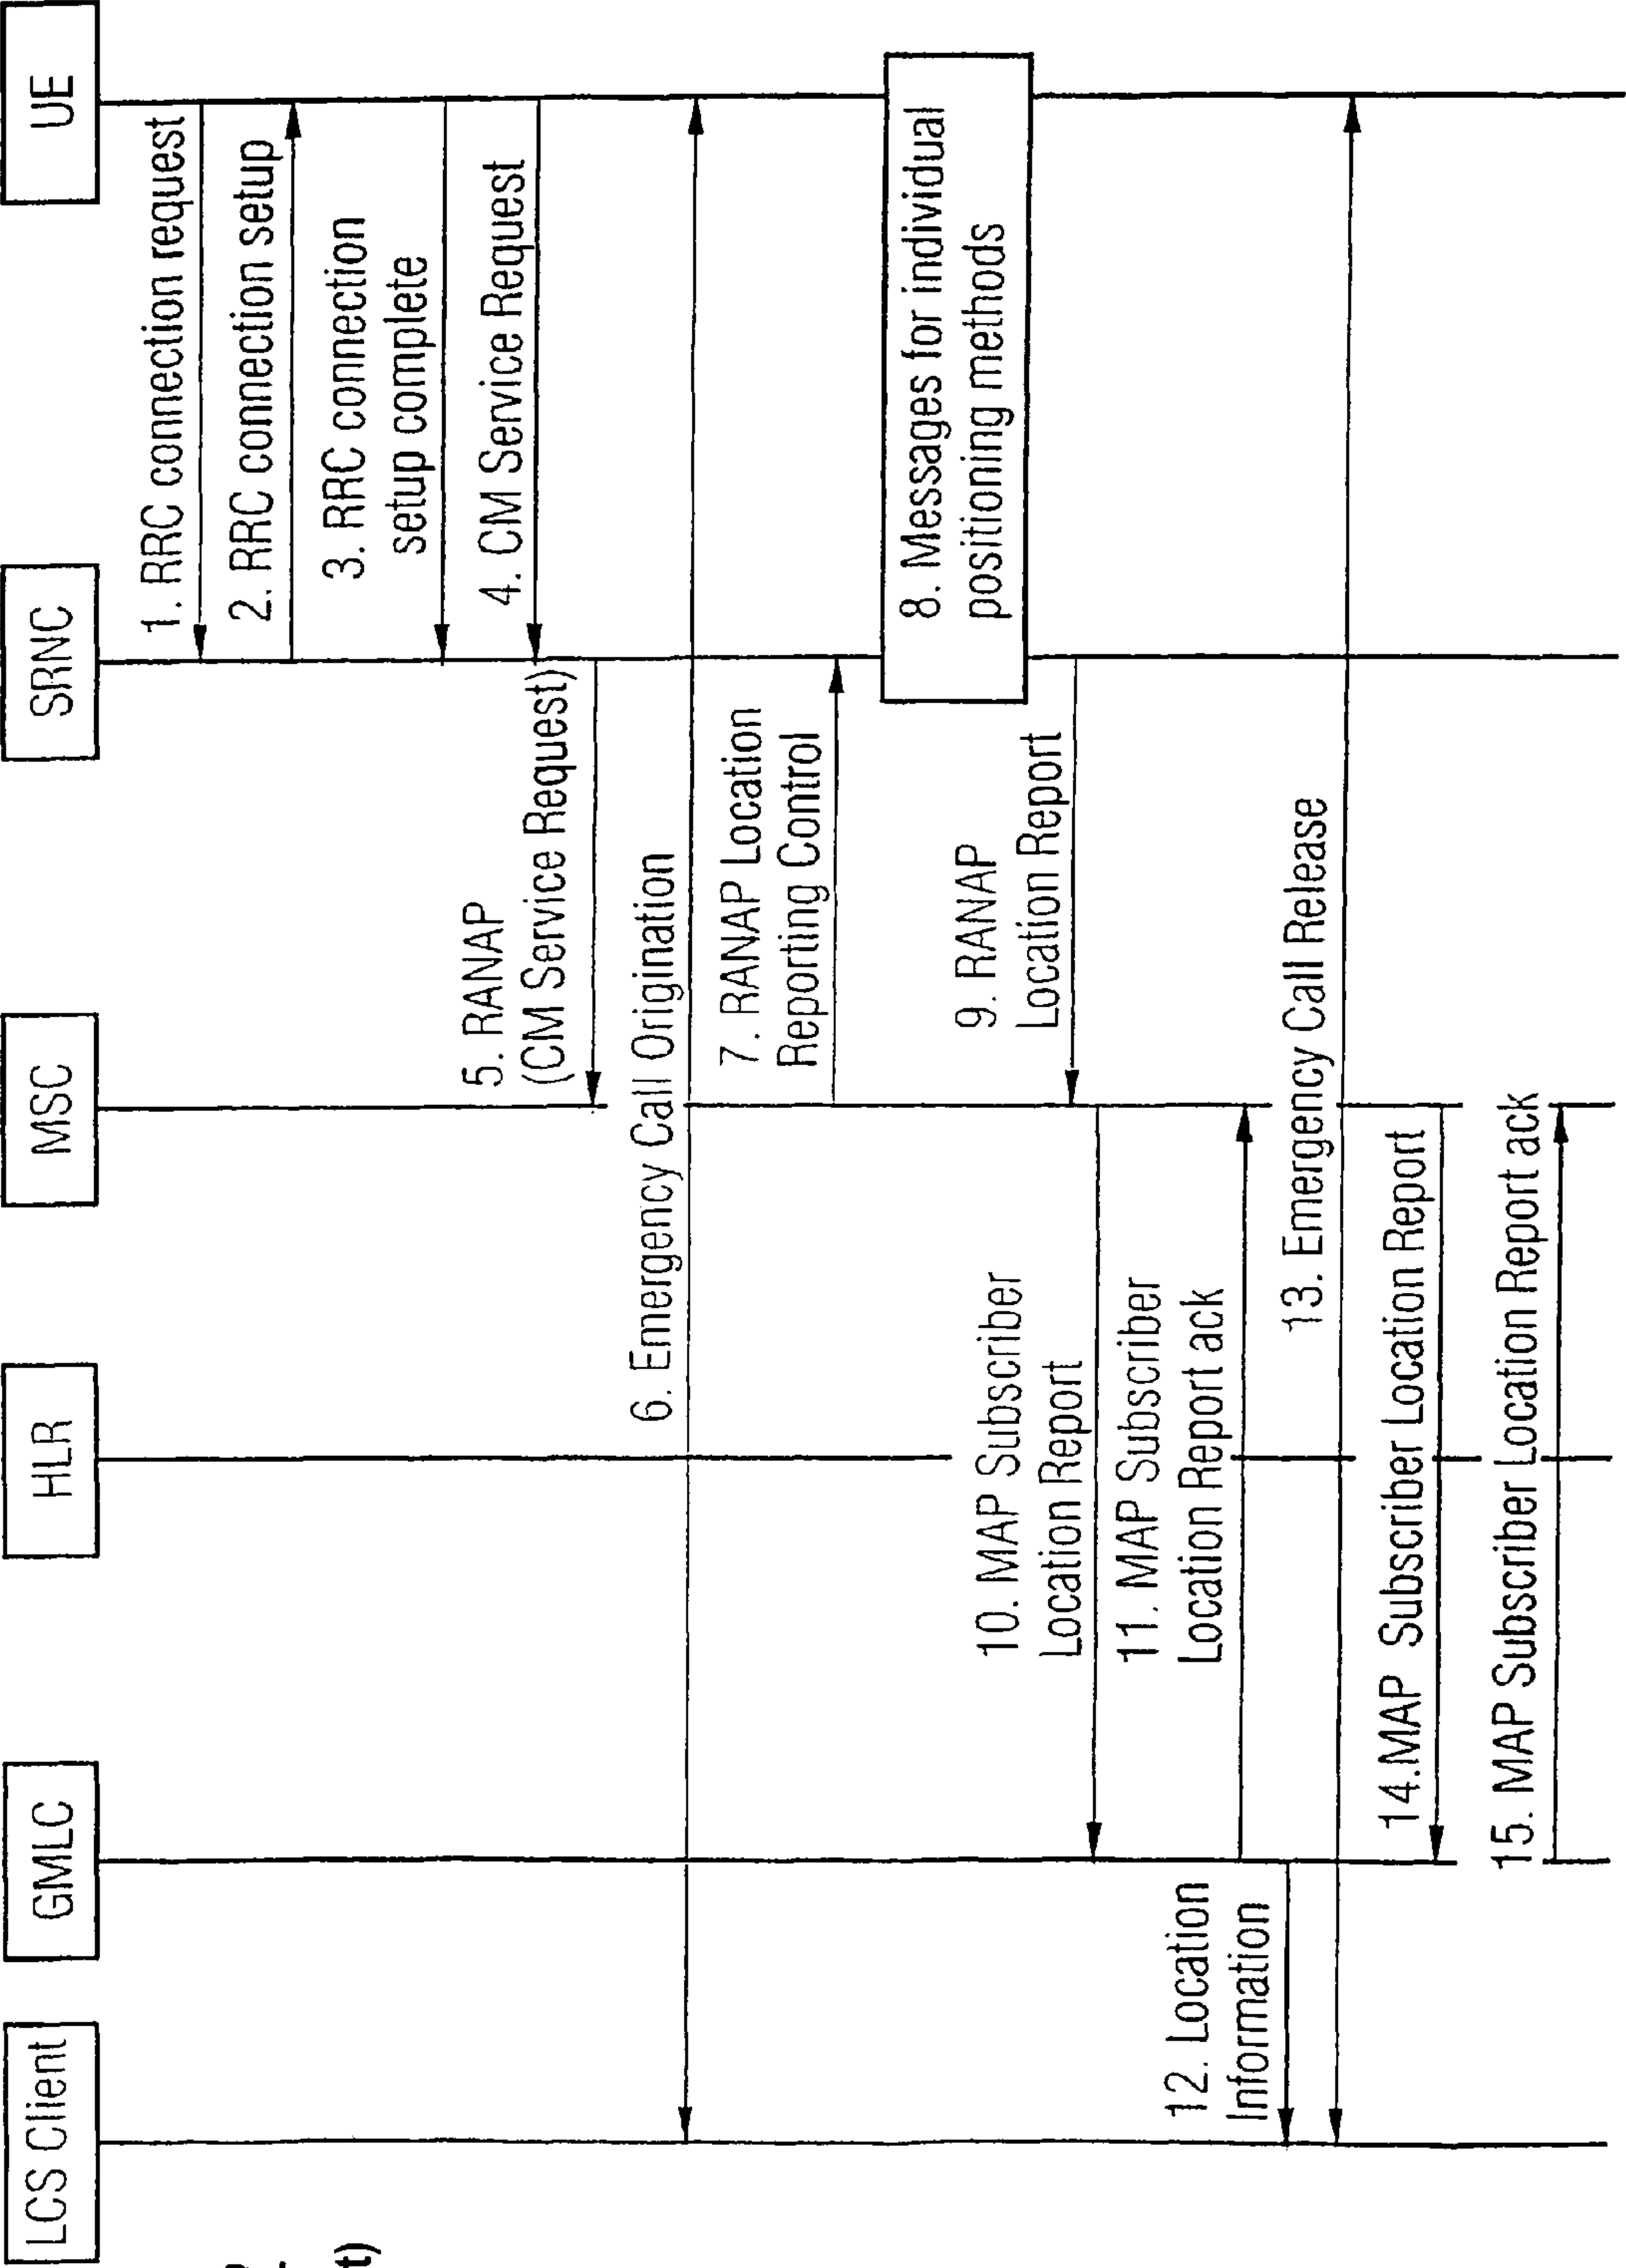 LCS Client
GMLC
HLR
MSC
SRNC
UE
1. RRC connection request
2. RRC connection setup
3. RRC connection
setup complete
4. CM Service Request
5. RANAP
(CM Service Request)
6. Emergency Call Origination
7. RANAP Location
Reporting Control
8. Messages for individual
positioning methods
9. RANAP
Location Report
10. MAP Subscriber
Location Report
11. MAP Subscriber
Location Report ack
12. Location
Information
13. Emergency Call Release
14.MAP Subscriber Location Report
15. MAP Subscriber Location Report ack
t)